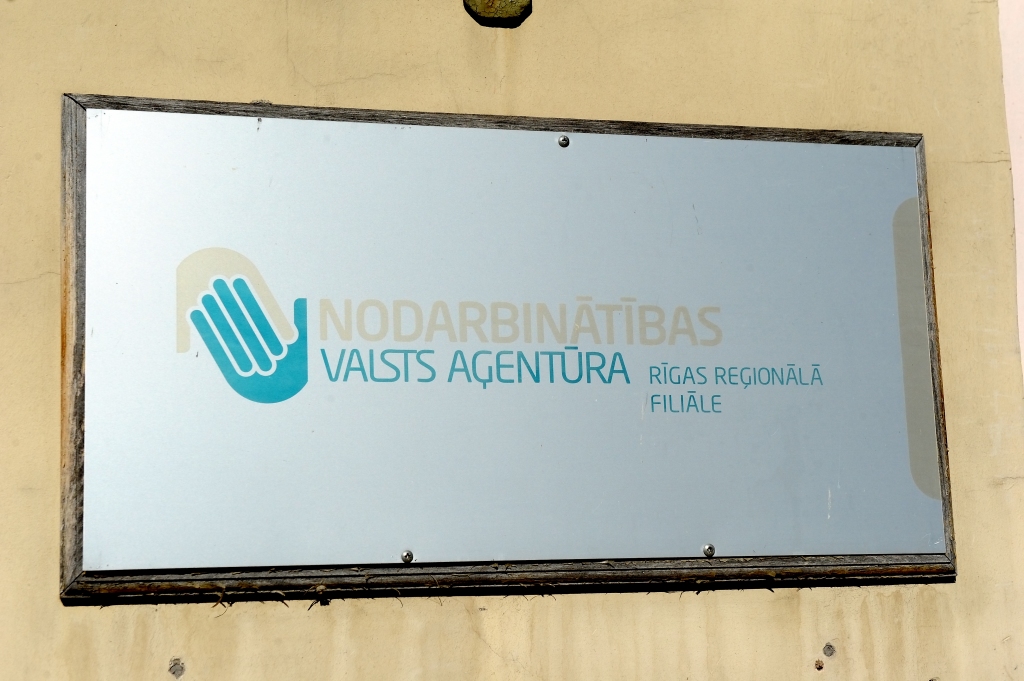 NODARBINĀTĪBAS
VALSTS AĢENTŪRA
RĪGAS REĢIONĀLĀ
FILIĀLE